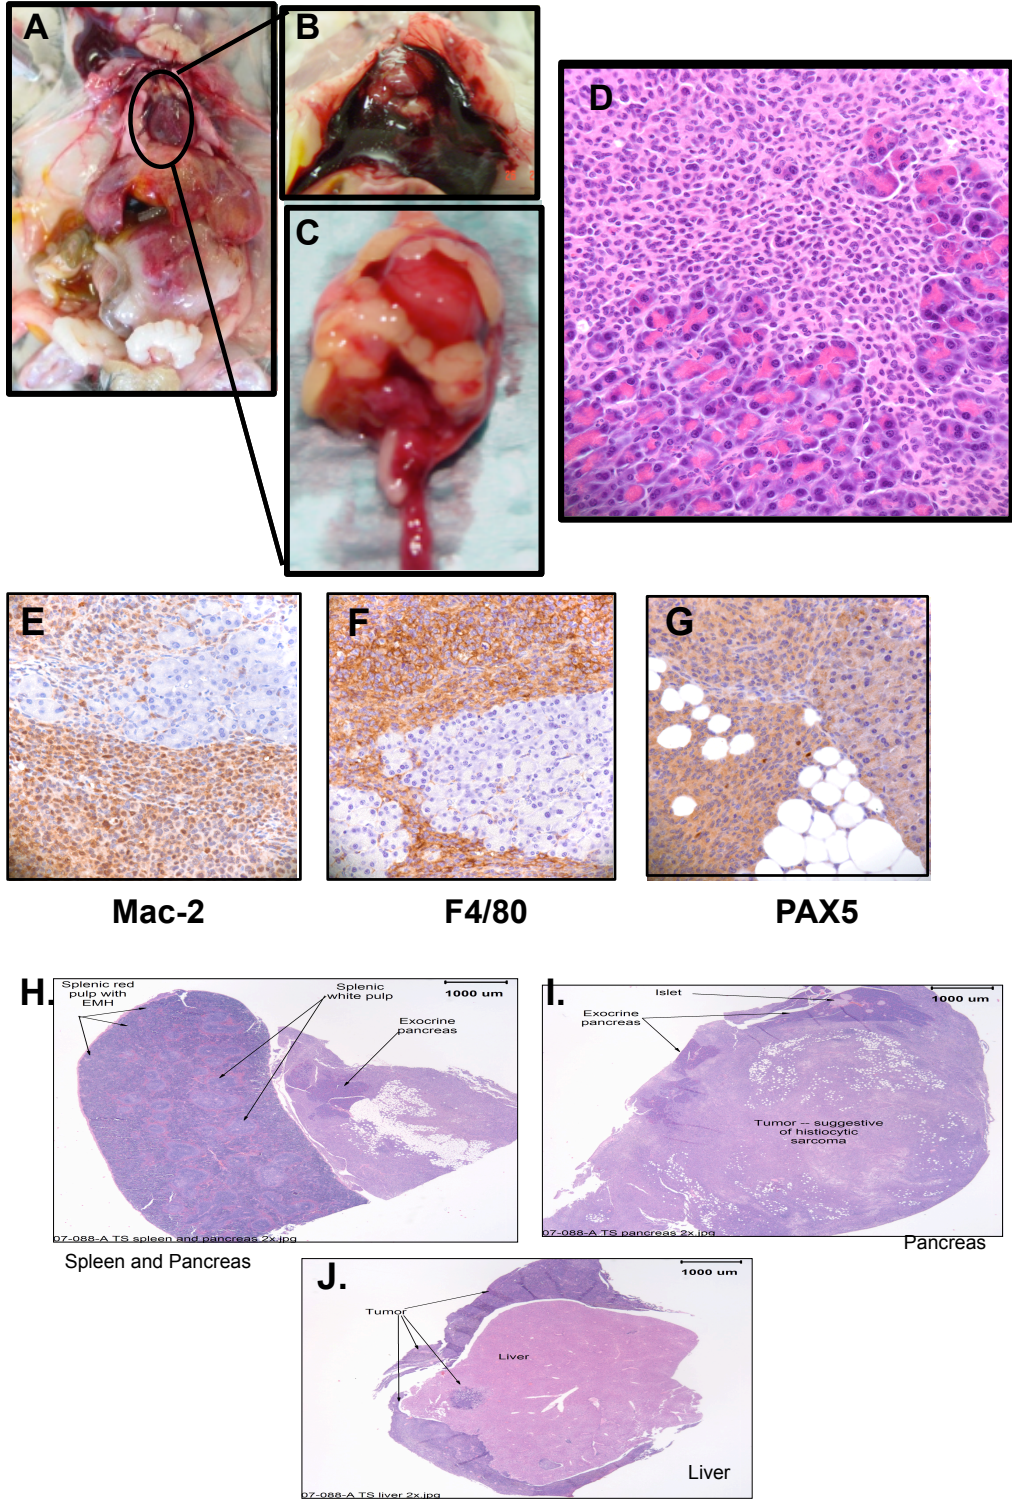 A
B
C
D
E
F
G
Mac-2
F4/80
PAX5
H.
Splenic red
pulp with
EMH
Splenic
white pulp
Exocrine
pancreas
1000 um
07-088-A TS spleen and pancreas 2x.jpg
Spleen and Pancreas
I.
Islet
Exocrine
pancreas
1000 um
Tumor -- suggestive
of histiocytic
sarcoma
07-088-A TS pancreas 2x.jpg
Pancreas
J.
Tumor
Liver
1000 um
07-088-A TS liver 2x.jpg
Liver